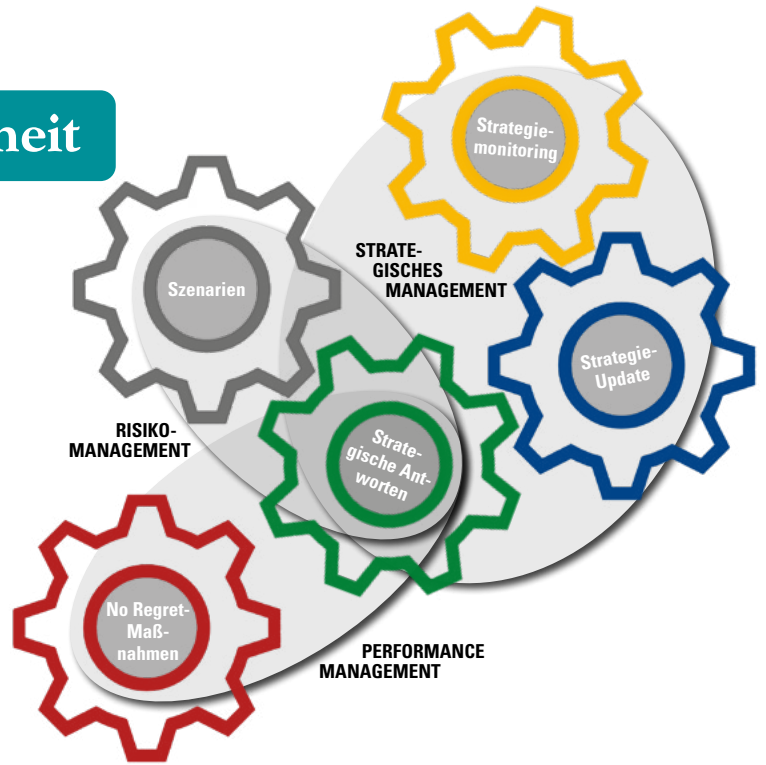 Strategie-
monitoring
STRATE-
GISCHES
MANAGEMENT
Szenarien
Strategie-
Update
RISIKO-
MANAGEMENT
Strate-
gische Ant-
worten
No Regret-
Maß-
nahmen
PERFORMANCE
MANAGEMENT